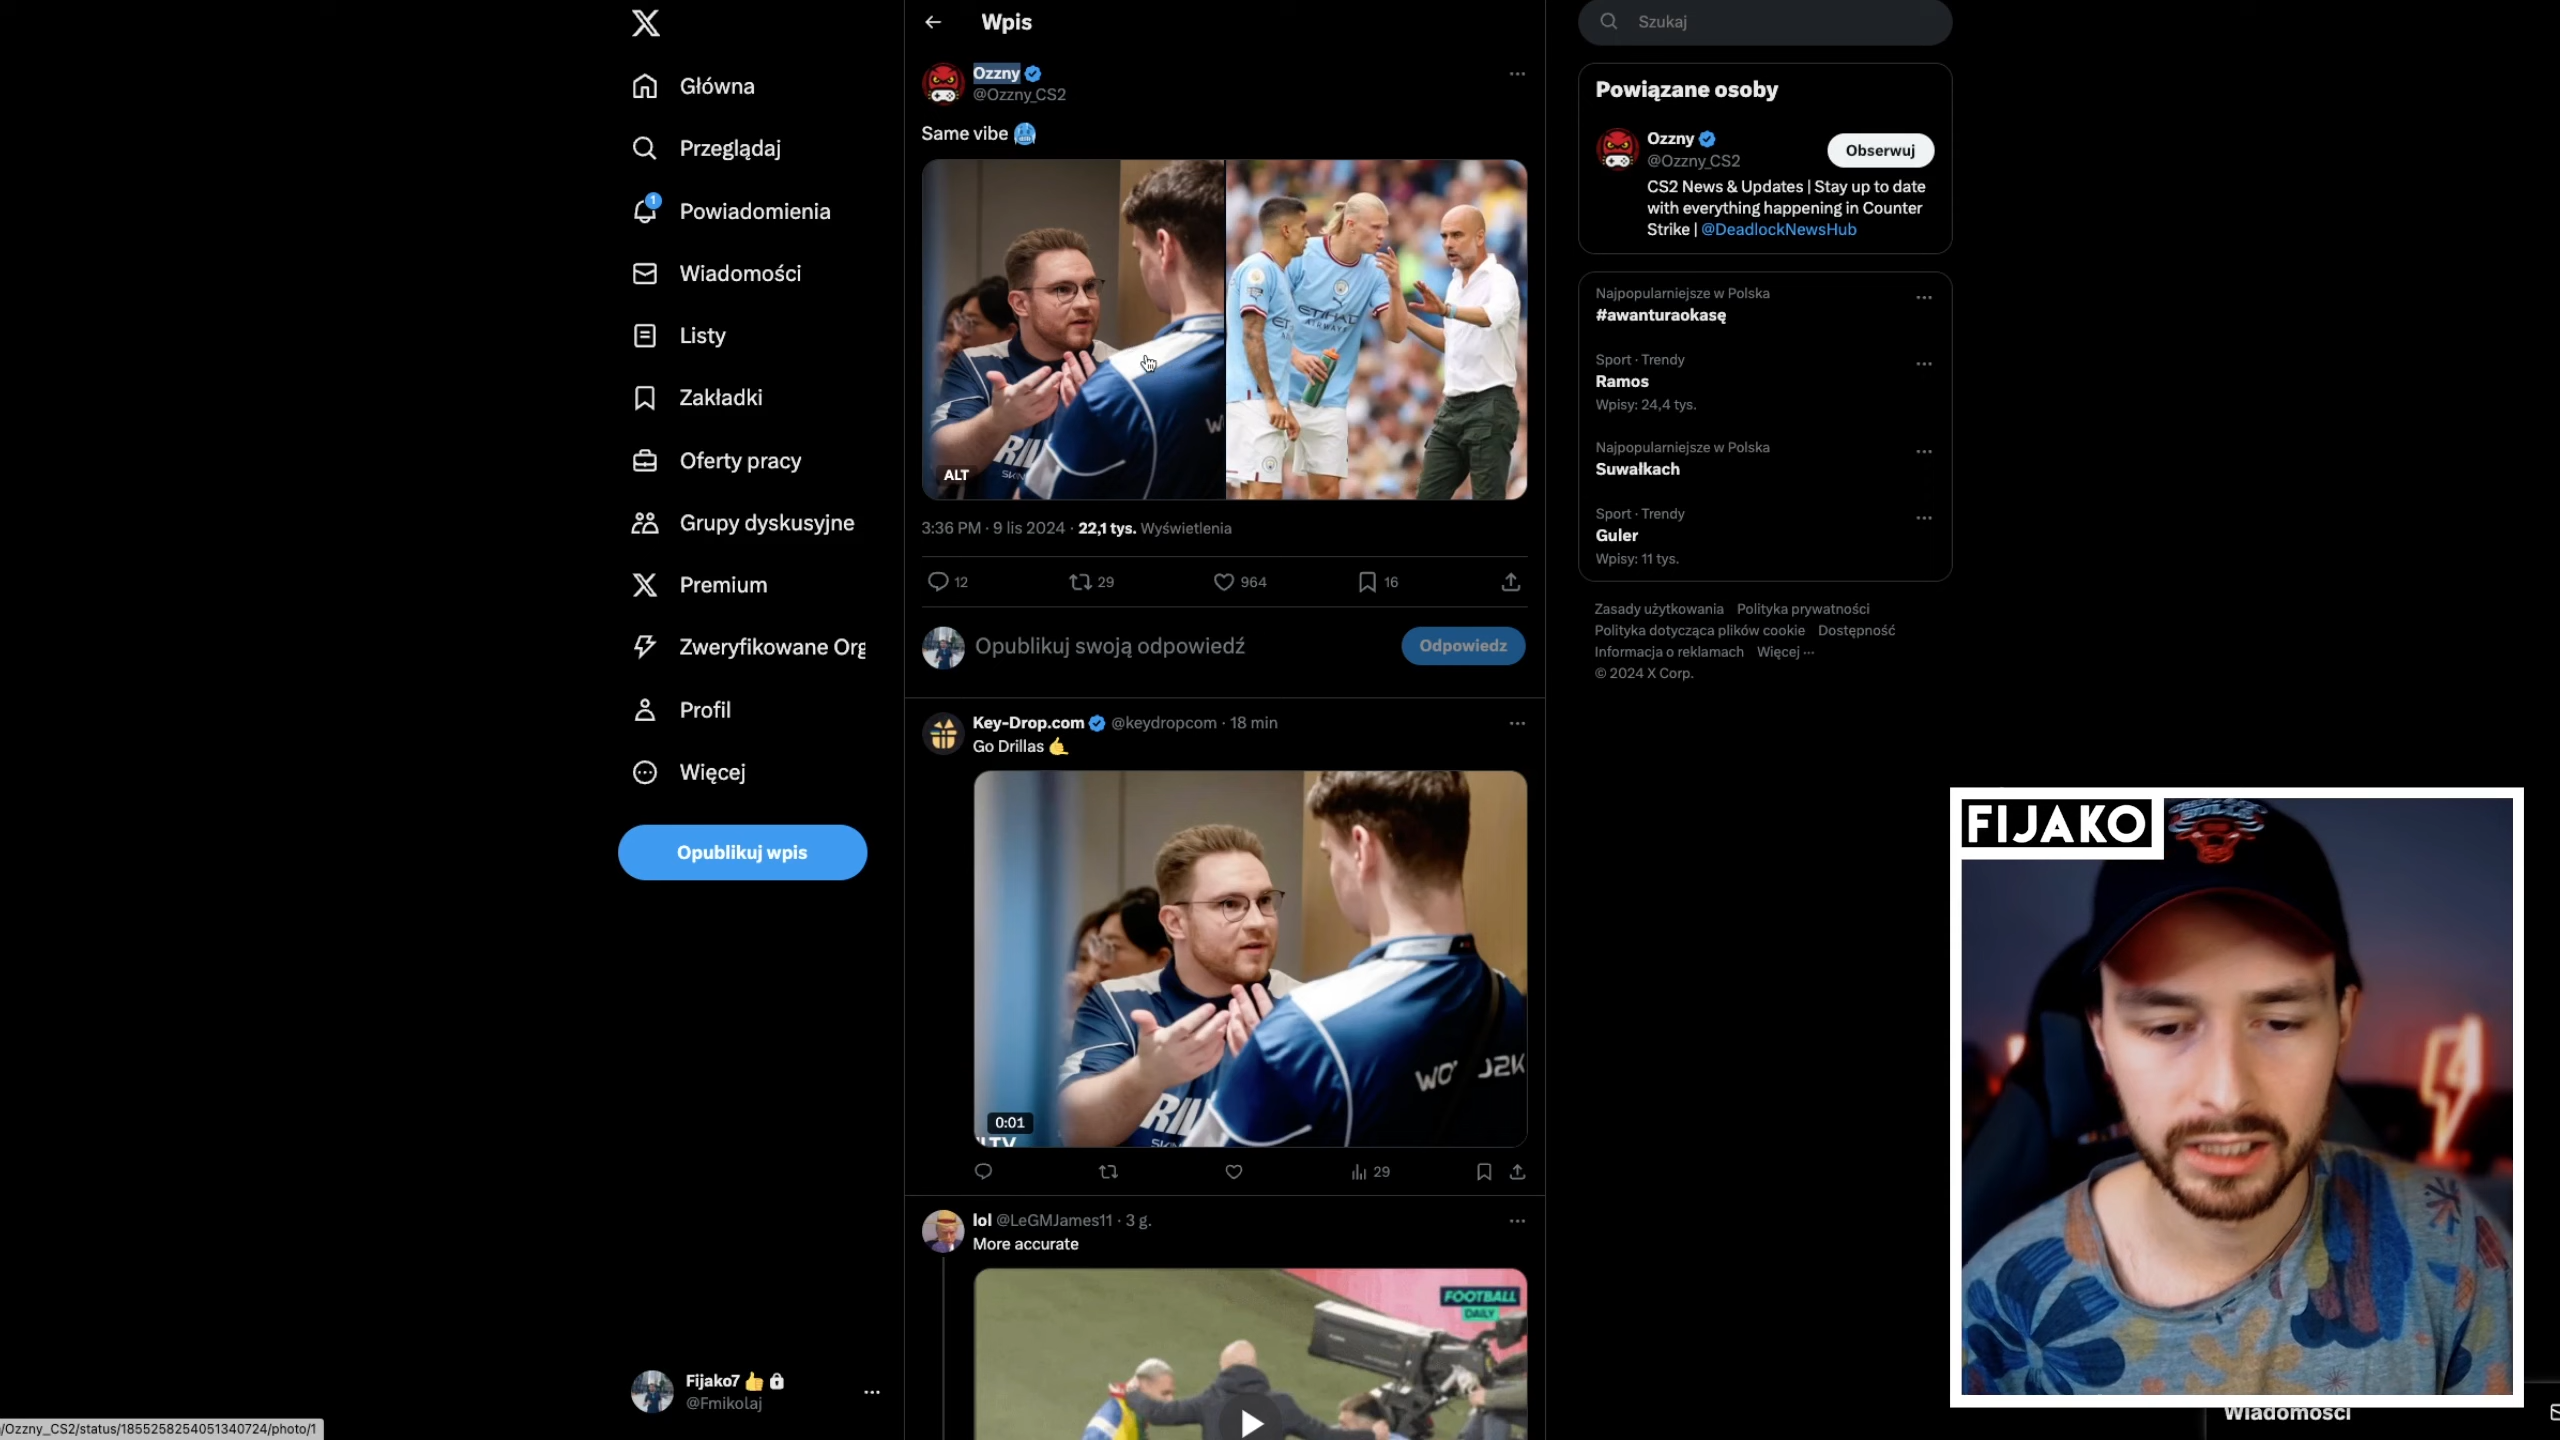 Główna
Przeglądaj
1
Powiadomienia
Wiadomości
Listy
Zakładki
Oferty pracy
Grupy dyskusyjne
Premium
Zweryfikowane Org
Profil
Więcej
Opublikuj wpis
Fijako7 👍
@Fmikolaj
/Ozzny_CS2/status/1855258254051340724/photo/1
Wpis
Ozzny
@Ozzny_CS2
Same vibe 🥶
ALT
ETIHAD
AIRWAYS
3:36 PM · 9 lis 2024 · 22,1 tys. Wyświetlenia
12
29
964
16
Opublikuj swoją odpowiedź
Odpowiedz
Key-Drop.com @keydropcom · 18 min
Go Drillas 🤙
0:01
29
lol @LeGMJames11 · 3 g.
More accurate
FOOTBALL
DAILY
Szukaj
Powiązane osoby
Ozzny
@Ozzny_CS2
Obserwuj
CS2 News & Updates | Stay up to date
with everything happening in Counter
Strike | @DeadlockNewsHub
Najpopularniejsze w Polska
#awanturaokasę
Sport · Trendy
Ramos
Wpisy: 24,4 tys.
Najpopularniejsze w Polska
Suwałkach
Sport · Trendy
Guler
Wpisy: 11 tys.
Zasady użytkowania Polityka prywatności
Polityka dotycząca plików cookie Dostępność
Informacja o reklamach Więcej ···
© 2024 X Corp.
FIJAKO
Wiadomości